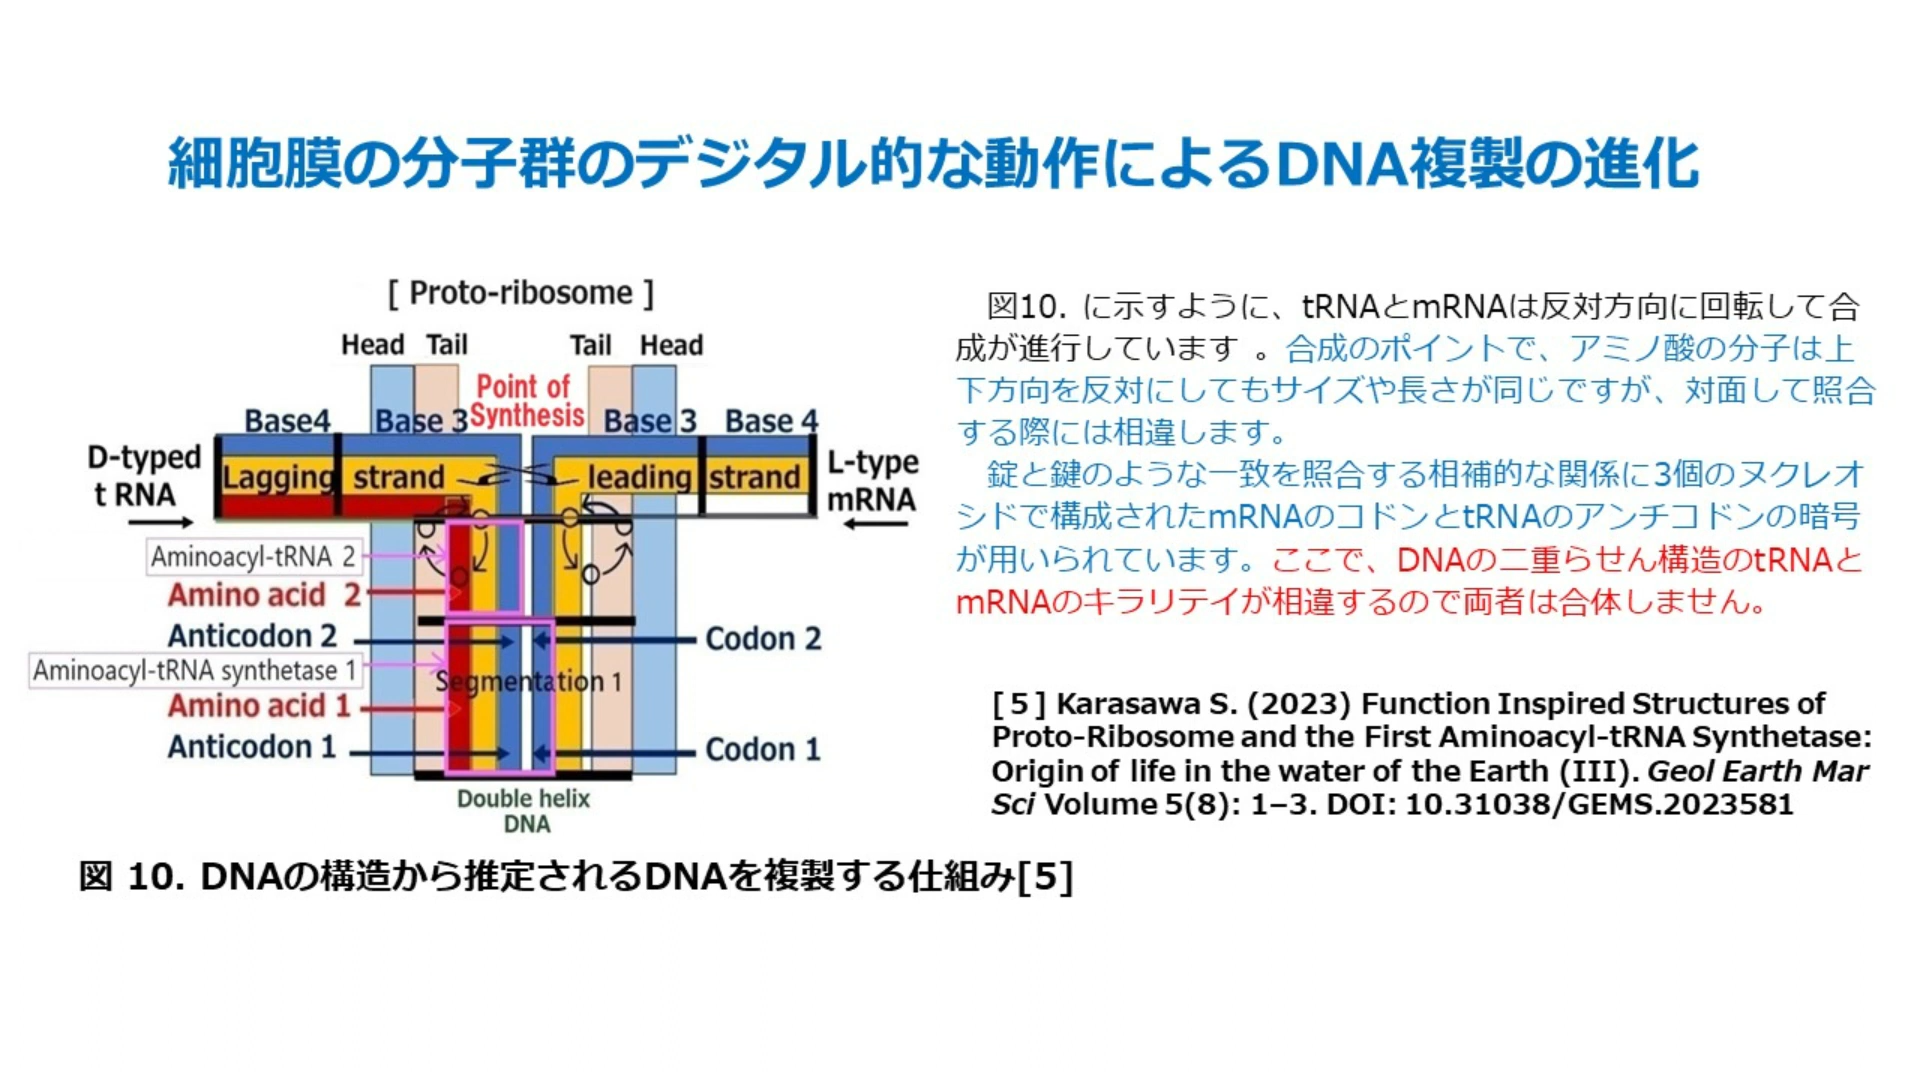 細胞膜の分子群のデジタル的な動作によるDNA複製の進化
[ Proto-ribosome ]
Head Tail Tail Head
Point of
Synthesis
Base4 Base 3 Base 3 Base 4
D-typed
t RNA
Lagging strand leading strand
L-type
mRNA
Aminoacyl-tRNA 2
Amino acid 2
Anticodon 2 Codon 2
Aminoacyl-tRNA synthetase 1
Segmentation 1
Amino acid 1
Anticodon 1 Codon 1
Double helix
DNA
図 10. DNAの構造から推定されるDNAを複製する仕組み[5]
図10. に示すように、tRNAとmRNAは反対方向に回転して合
成が進行しています 。合成のポイントで、アミノ酸の分子は上
下方向を反対にしてもサイズや長さが同じですが、対面して照合
する際には相違します。
錠と鍵のような一致を照合する相補的な関係に3個のヌクレオ
シドで構成されたmRNAのコドンとtRNAのアンチコドンの暗号
が用いられています。ここで、DNAの二重らせん構造のtRNAと
mRNAのキラリテイが相違するので両者は合体しません。
[ 5 ] Karasawa S. (2023) Function Inspired Structures of
Proto-Ribosome and the First Aminoacyl-tRNA Synthetase:
Origin of life in the water of the Earth (III). Geol Earth Mar
Sci Volume 5(8): 1–3. DOI: 10.31038/GEMS.2023581